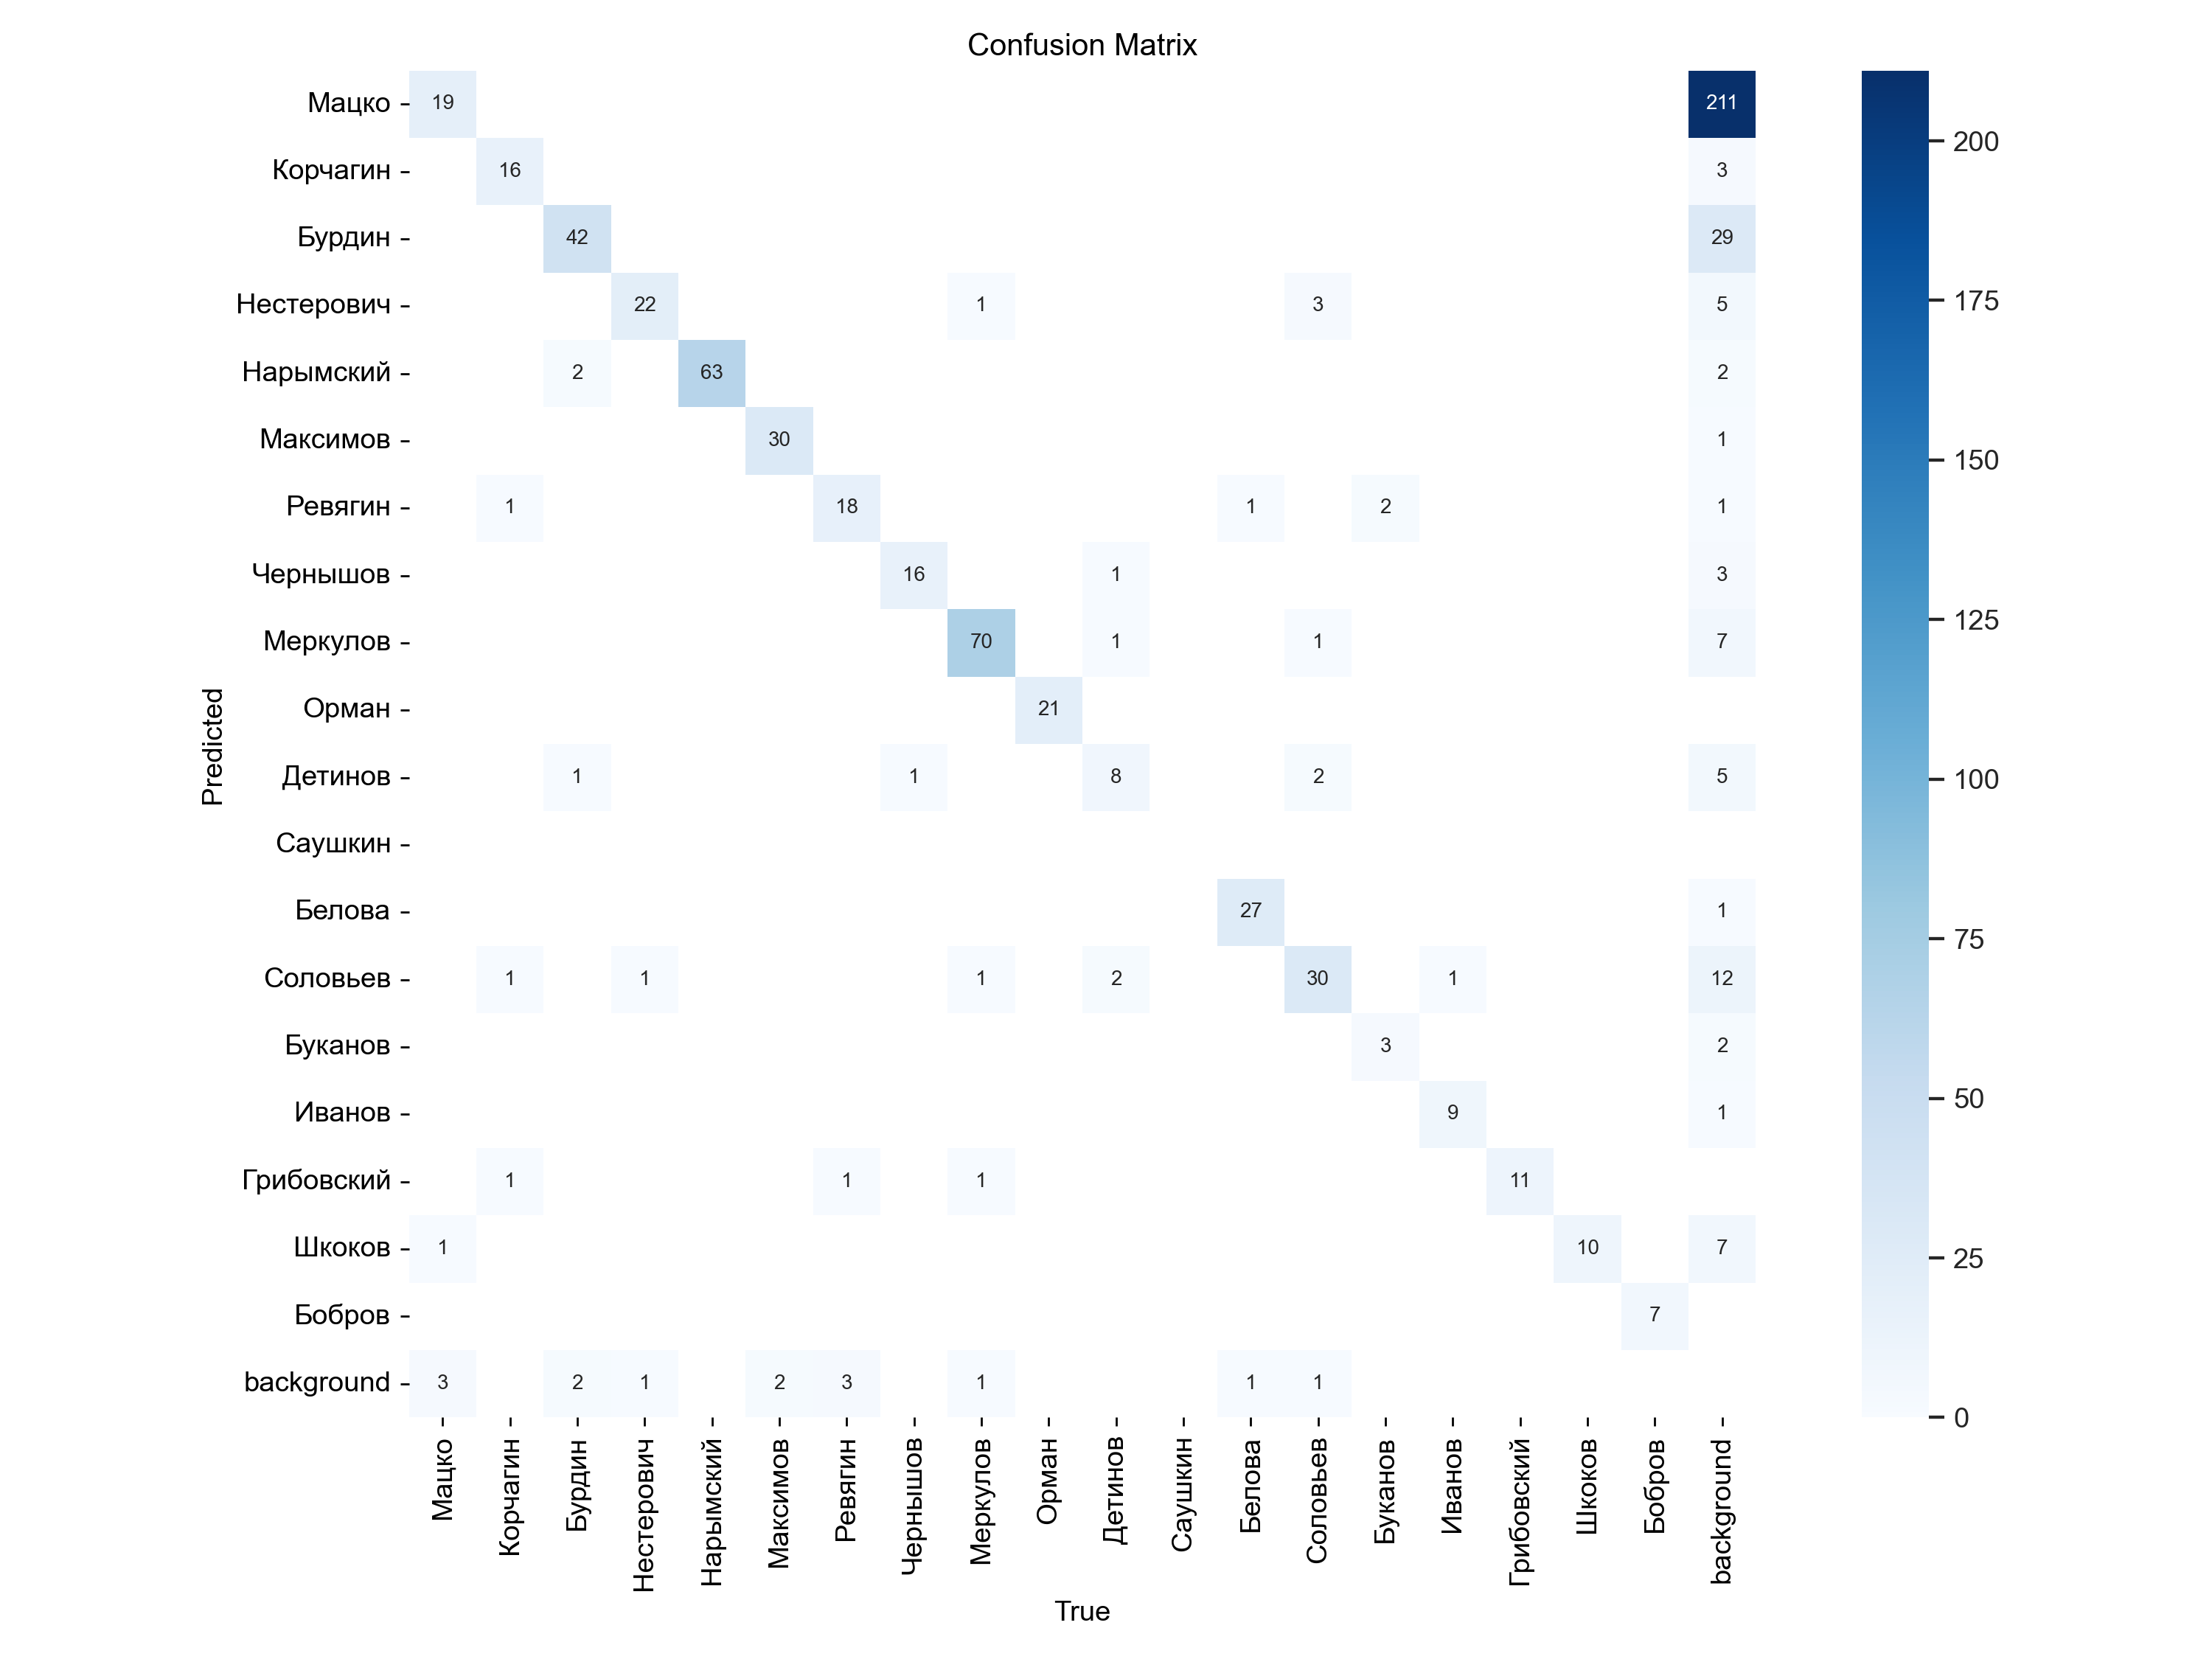 Confusion Matrix
Мацко 19 211
Корчагин 16 3
Бурдин 42 29
Нестерович 22 1 3 5
Нарымский 2 63 2
Максимов 30 1
Ревягин 1 18 1 2 1
Чернышов 16 1 3
Меркулов 70 1 1 7
Орман 21
Детинов 1 1 8 2 5
Саушкин
Белова 27 1
Соловьев 1 1 1 2 30 1 12
Буканов 3 2
Иванов 9 1
Грибовский 1 1 1 11
Шкоков 1 10 7
Бобров 7
background 3 2 1 2 3 1 1 1
Predicted
Мацко Корчагин Бурдин Нестерович Нарымский Максимов Ревягин Чернышов Меркулов Орман Детинов Саушкин Белова Соловьев Буканов Иванов Грибовский Шкоков Бобров background
True
200
175
150
125
100
75
50
25
0